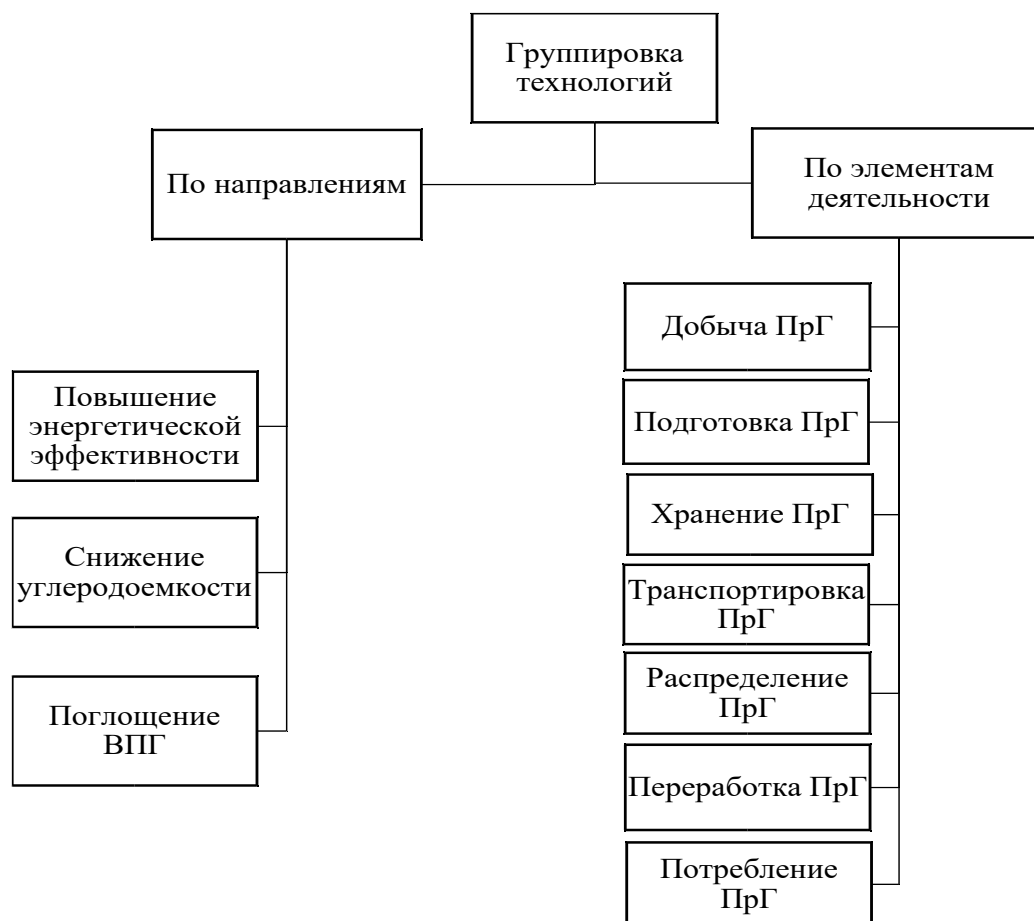 Группировка
технологий
По направлениям
По элементам
деятельности
Повышение
энергетической
эффективности
Снижение
углеродоемкости
Поглощение
ВПГ
Добыча ПрГ
Подготовка ПрГ
Хранение ПрГ
Транспортировка
ПрГ
Распределение
ПрГ
Переработка ПрГ
Потребление
ПрГ